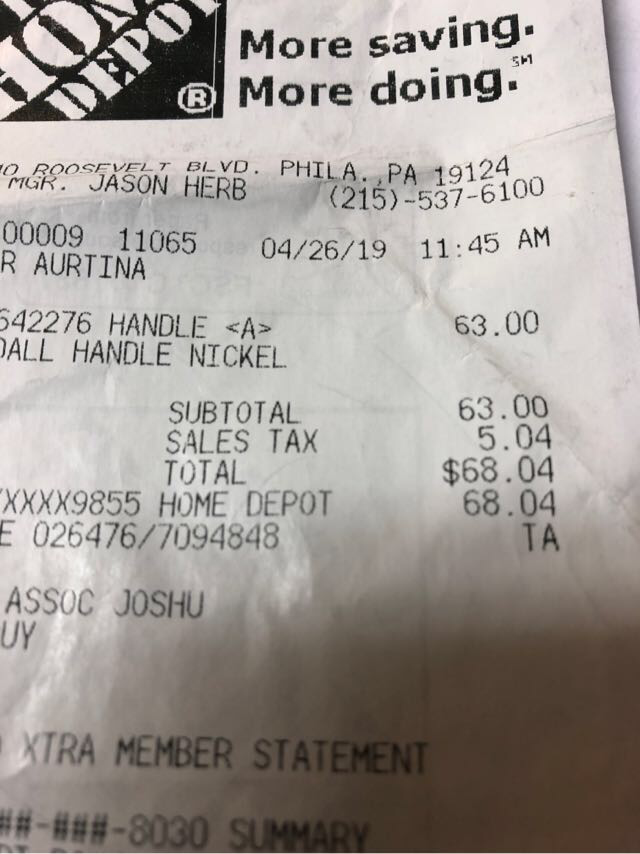 HOME
DEPOT
®
More saving.
More doing.℠
ROOSEVELT BLVD. PHILA., PA 19124
MGR. JASON HERB (215)-537-6100
00009 11065 04/26/19 11:45 AM
R AURTINA
642276 HANDLE <A> 63.00
DALL HANDLE NICKEL
SUBTOTAL 63.00
SALES TAX 5.04
TOTAL $68.04
XXXX9855 HOME DEPOT 68.04
E 026476/7094848 TA
ASSOC JOSHU
UY
XTRA MEMBER STATEMENT
##-###-8030 SUMMARY